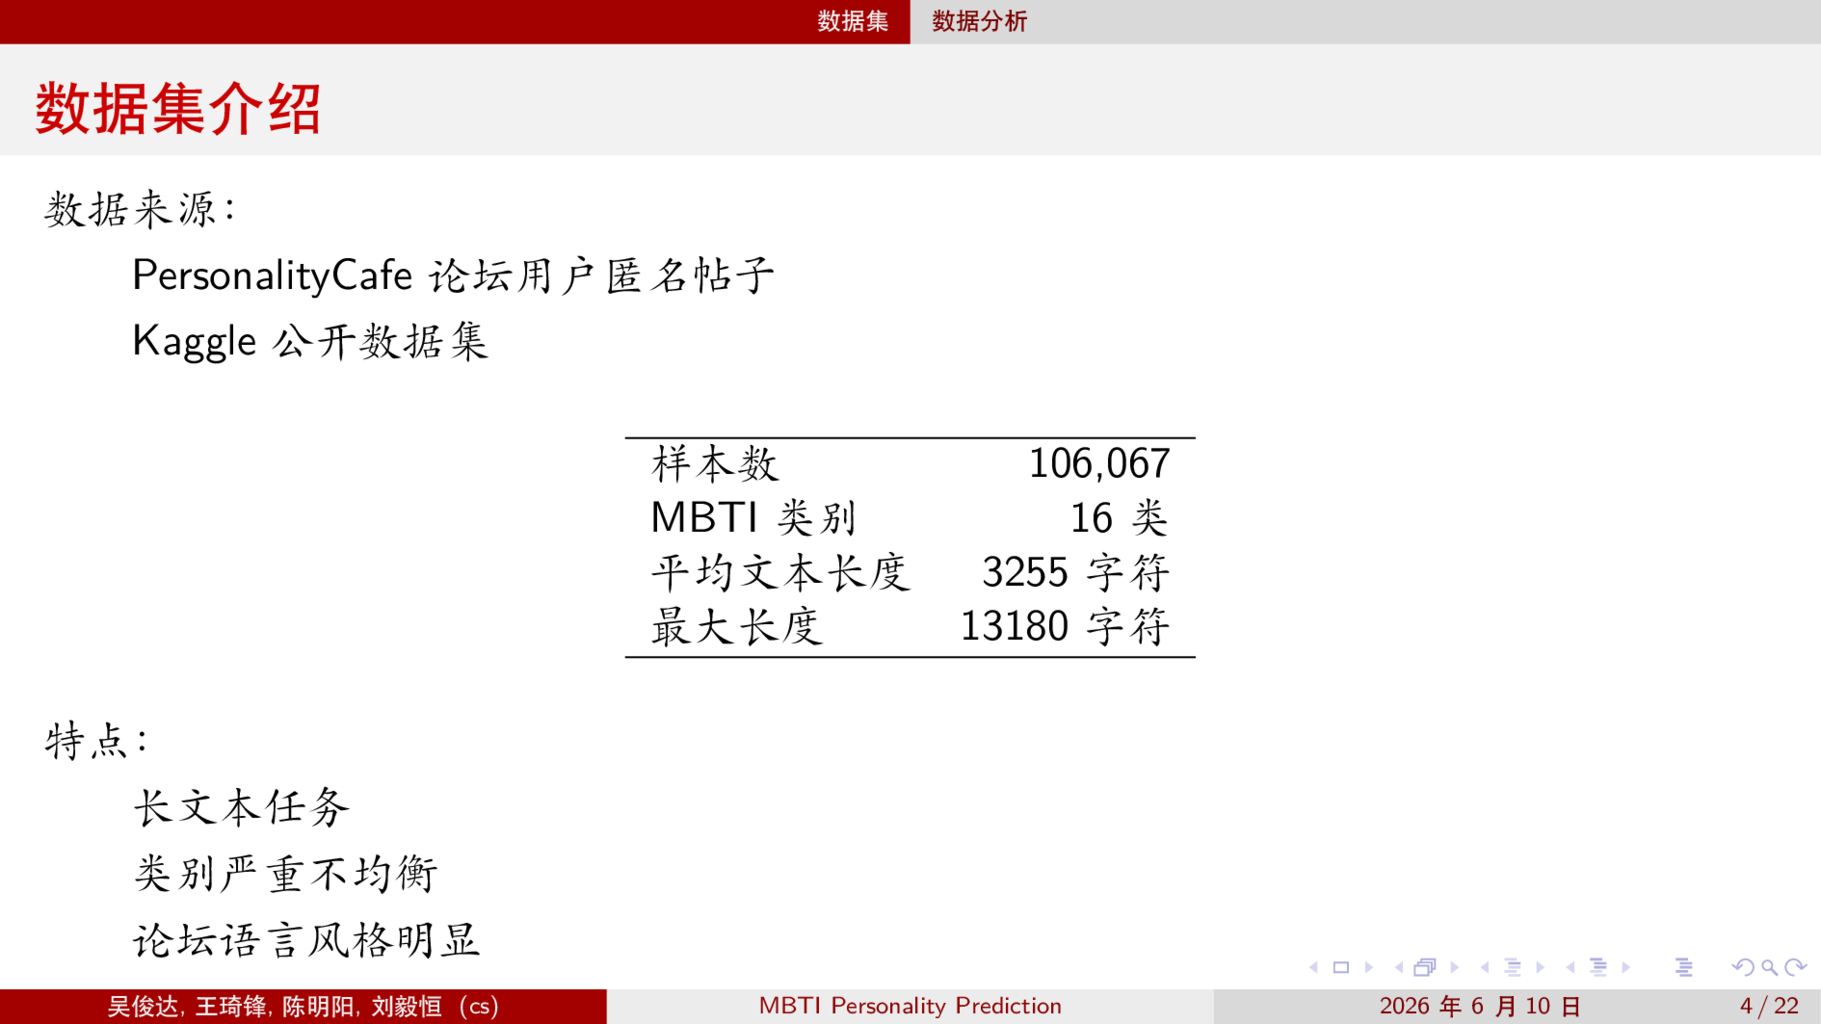 数据集 数据分析
数据集介绍
数据来源：
PersonalityCafe 论坛用户匿名帖子
Kaggle 公开数据集
样本数 106,067
MBTI 类别 16 类
平均文本长度 3255 字符
最大长度 13180 字符
特点：
长文本任务
类别严重不均衡
论坛语言风格明显
吴俊达, 王琦锋, 陈明阳, 刘毅恒 (cs) MBTI Personality Prediction 2026 年 6 月 10 日 4 / 22